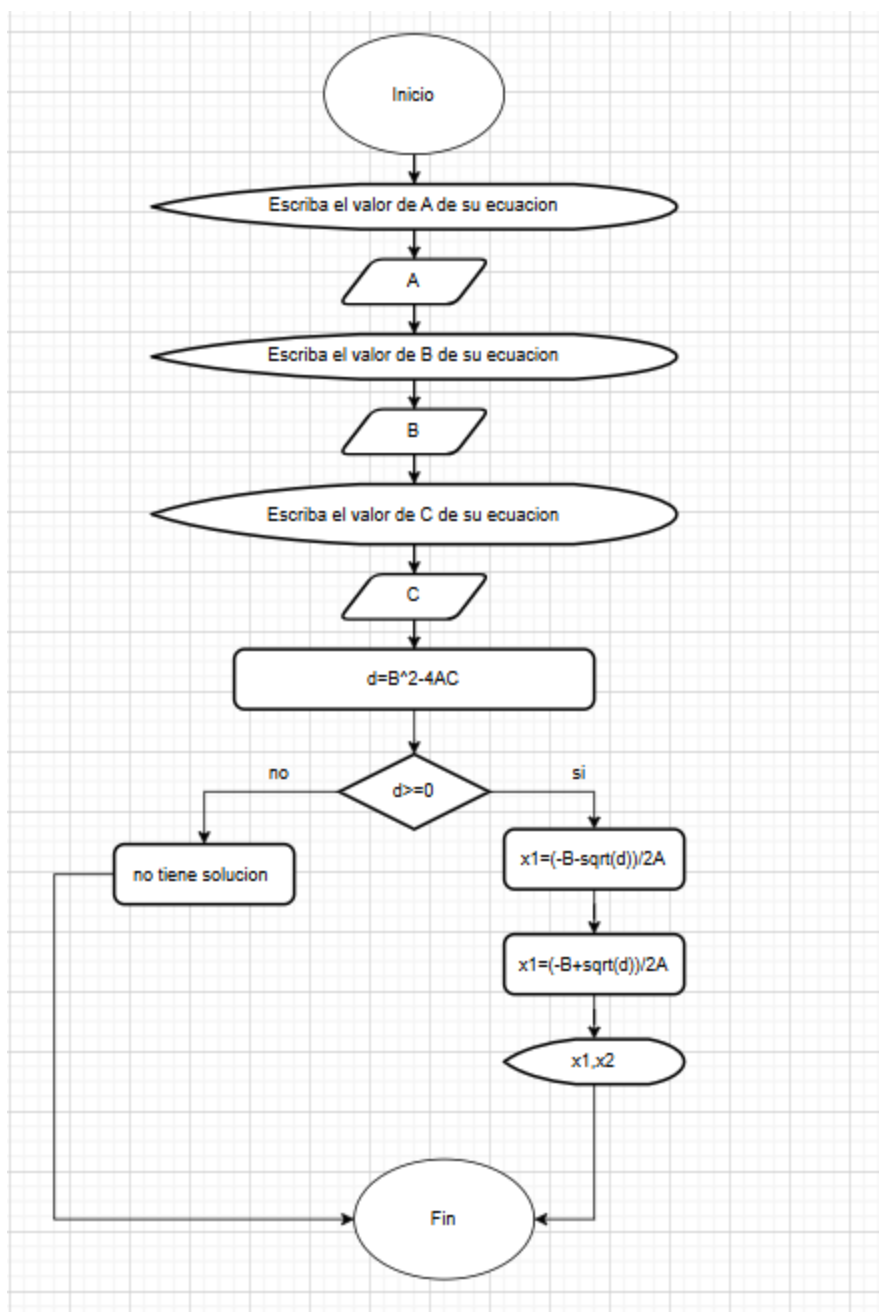 Inicio
Escriba el valor de A de su ecuacion
A
Escriba el valor de B de su ecuacion
B
Escriba el valor de C de su ecuacion
C
d=B^2-4AC
d>=0
no
si
no tiene solucion
x1=(-B-sqrt(d))/2A
x1=(-B+sqrt(d))/2A
x1,x2
Fin